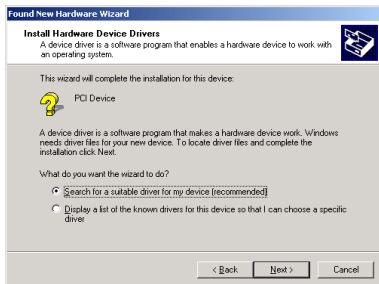 Found New Hardware Wizard
Install Hardware Device Drivers
A device driver is a software program that enables a hardware device to work with
an operating system.
This wizard will complete the installation for this device:
PCI Device
A device driver is a software program that makes a hardware device work. Windows
needs driver files for your new device. To locate driver files and complete the
installation click Next.
What do you want the wizard to do?
Search for a suitable driver for my device (recommended)
Display a list of the known drivers for this device so that I can choose a specific
driver
< Back Next > Cancel